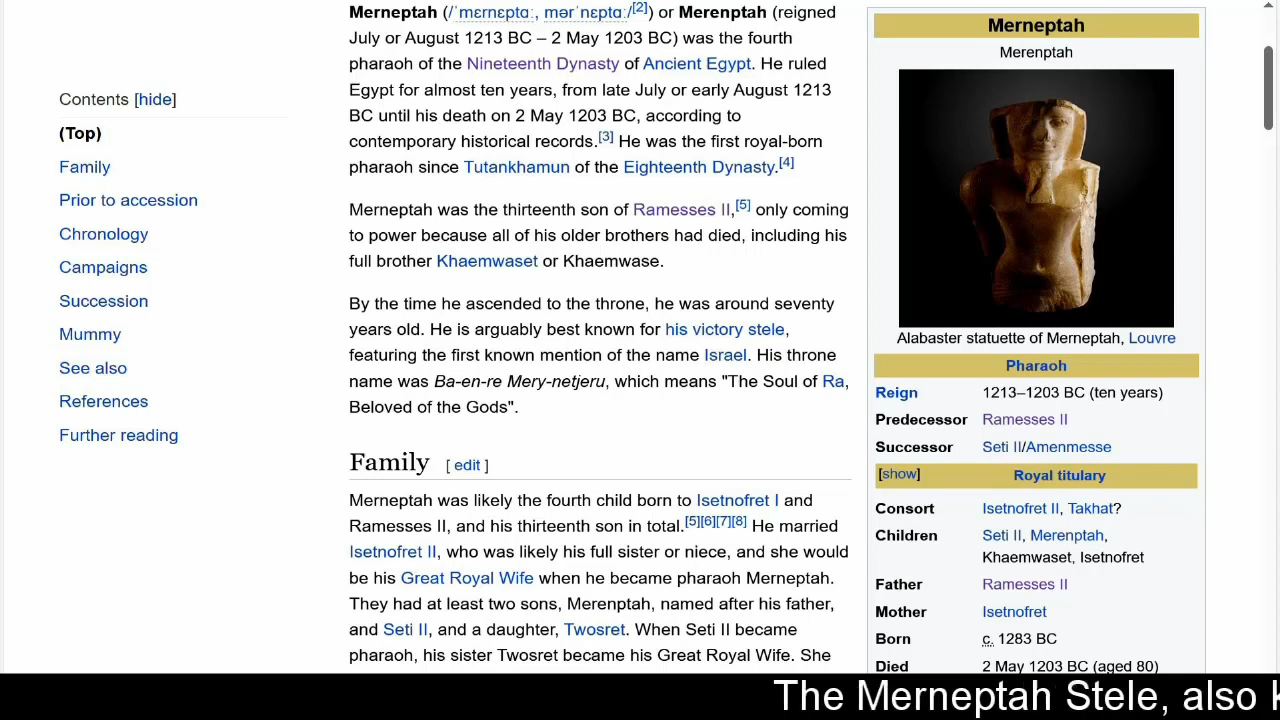 Contents [hide]
(Top)
Family
Prior to accession
Chronology
Campaigns
Succession
Mummy
See also
References
Further reading
Merneptah (/ˈmɛrnɛptɑː, mərˈnɛptɑː/[2]) or Merenptah (reigned
July or August 1213 BC – 2 May 1203 BC) was the fourth
pharaoh of the Nineteenth Dynasty of Ancient Egypt. He ruled
Egypt for almost ten years, from late July or early August 1213
BC until his death on 2 May 1203 BC, according to
contemporary historical records.[3] He was the first royal-born
pharaoh since Tutankhamun of the Eighteenth Dynasty.[4]
Merneptah was the thirteenth son of Ramesses II,[5] only coming
to power because all of his older brothers had died, including his
full brother Khaemwaset or Khaemwase.
By the time he ascended to the throne, he was around seventy
years old. He is arguably best known for his victory stele,
featuring the first known mention of the name Israel. His throne
name was Ba-en-re Mery-netjeru, which means "The Soul of Ra,
Beloved of the Gods".
Family [ edit ]
Merneptah was likely the fourth child born to Isetnofret I and
Ramesses II, and his thirteenth son in total.[5][6][7][8] He married
Isetnofret II, who was likely his full sister or niece, and she would
be his Great Royal Wife when he became pharaoh Merneptah.
They had at least two sons, Merenptah, named after his father,
and Seti II, and a daughter, Twosret. When Seti II became
pharaoh, his sister Twosret became his Great Royal Wife. She
Merneptah
Merenptah
Alabaster statuette of Merneptah, Louvre
Pharaoh
Reign 1213–1203 BC (ten years)
Predecessor Ramesses II
Successor Seti II/Amenmesse
[show] Royal titulary
Consort Isetnofret II, Takhat?
Children Seti II, Merenptah,
Khaemwaset, Isetnofret
Father Ramesses II
Mother Isetnofret
Born c. 1283 BC
Died 2 May 1203 BC (aged 80)
The Merneptah Stele, also